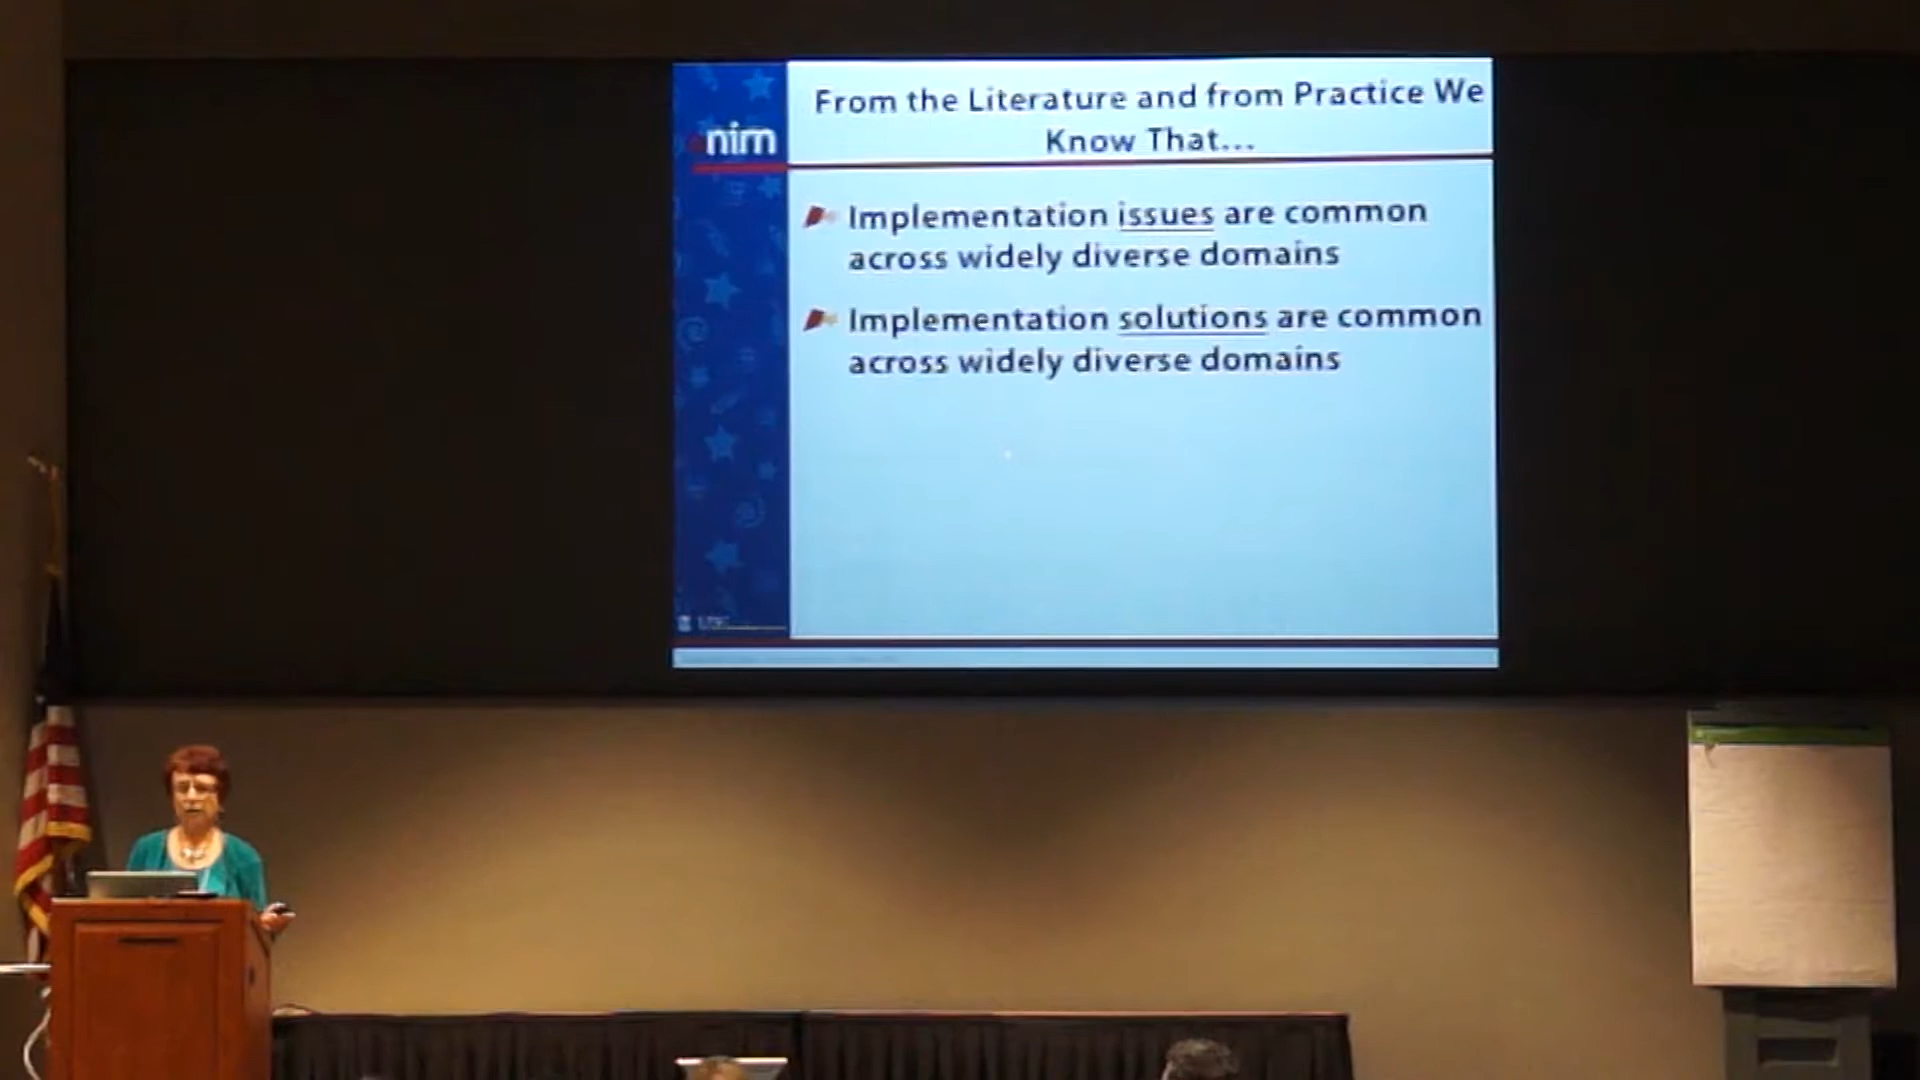 nirn
From the Literature and from Practice We
Know That...
Implementation issues are common
across widely diverse domains
Implementation solutions are common
across widely diverse domains